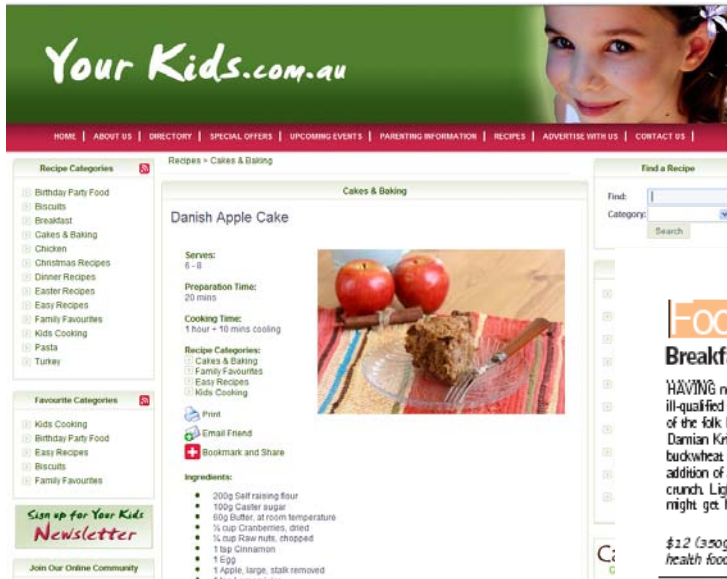 Your Kids.com.au
HOME | ABOUT US | DIRECTORY | SPECIAL OFFERS | UPCOMING EVENTS | PARENTING INFORMATION | RECIPES | ADVERTISE WITH US | CONTACT US |
Recipe Categories
Birthday Party Food
Biscuits
Breakfast
Cakes & Baking
Chicken
Christmas Recipes
Dinner Recipes
Easter Recipes
Easy Recipes
Family Favourites
Kids Cooking
Pasta
Turkey
Favourite Categories
Kids Cooking
Birthday Party Food
Easy Recipes
Biscuits
Family Favourites
Sign up for Your Kids
Newsletter
Join Our Online Community
Recipes » Cakes & Baking
Cakes & Baking
Danish Apple Cake
Serves:
6 - 8
Preparation Time:
20 mins
Cooking Time:
1 hour + 10 mins cooling
Recipe Categories:
Cakes & Baking
Family Favourites
Easy Recipes
Kids Cooking
Print
Email Friend
Bookmark and Share
Ingredients:
200g Self raising flour
100g Caster sugar
60g Butter, at room temperature
¼ cup Raw nuts, chopped
1 tsp Cinnamon
1 Egg
1 Apple, large, stalk removed
Find a Recipe
Find:
Category:
Search
Foo
Breakf
HAVING
ill-qualified
of the folk
Damian Kr
buckwheat
addition of
crunch. Lig
might get
$12 (350g
health food